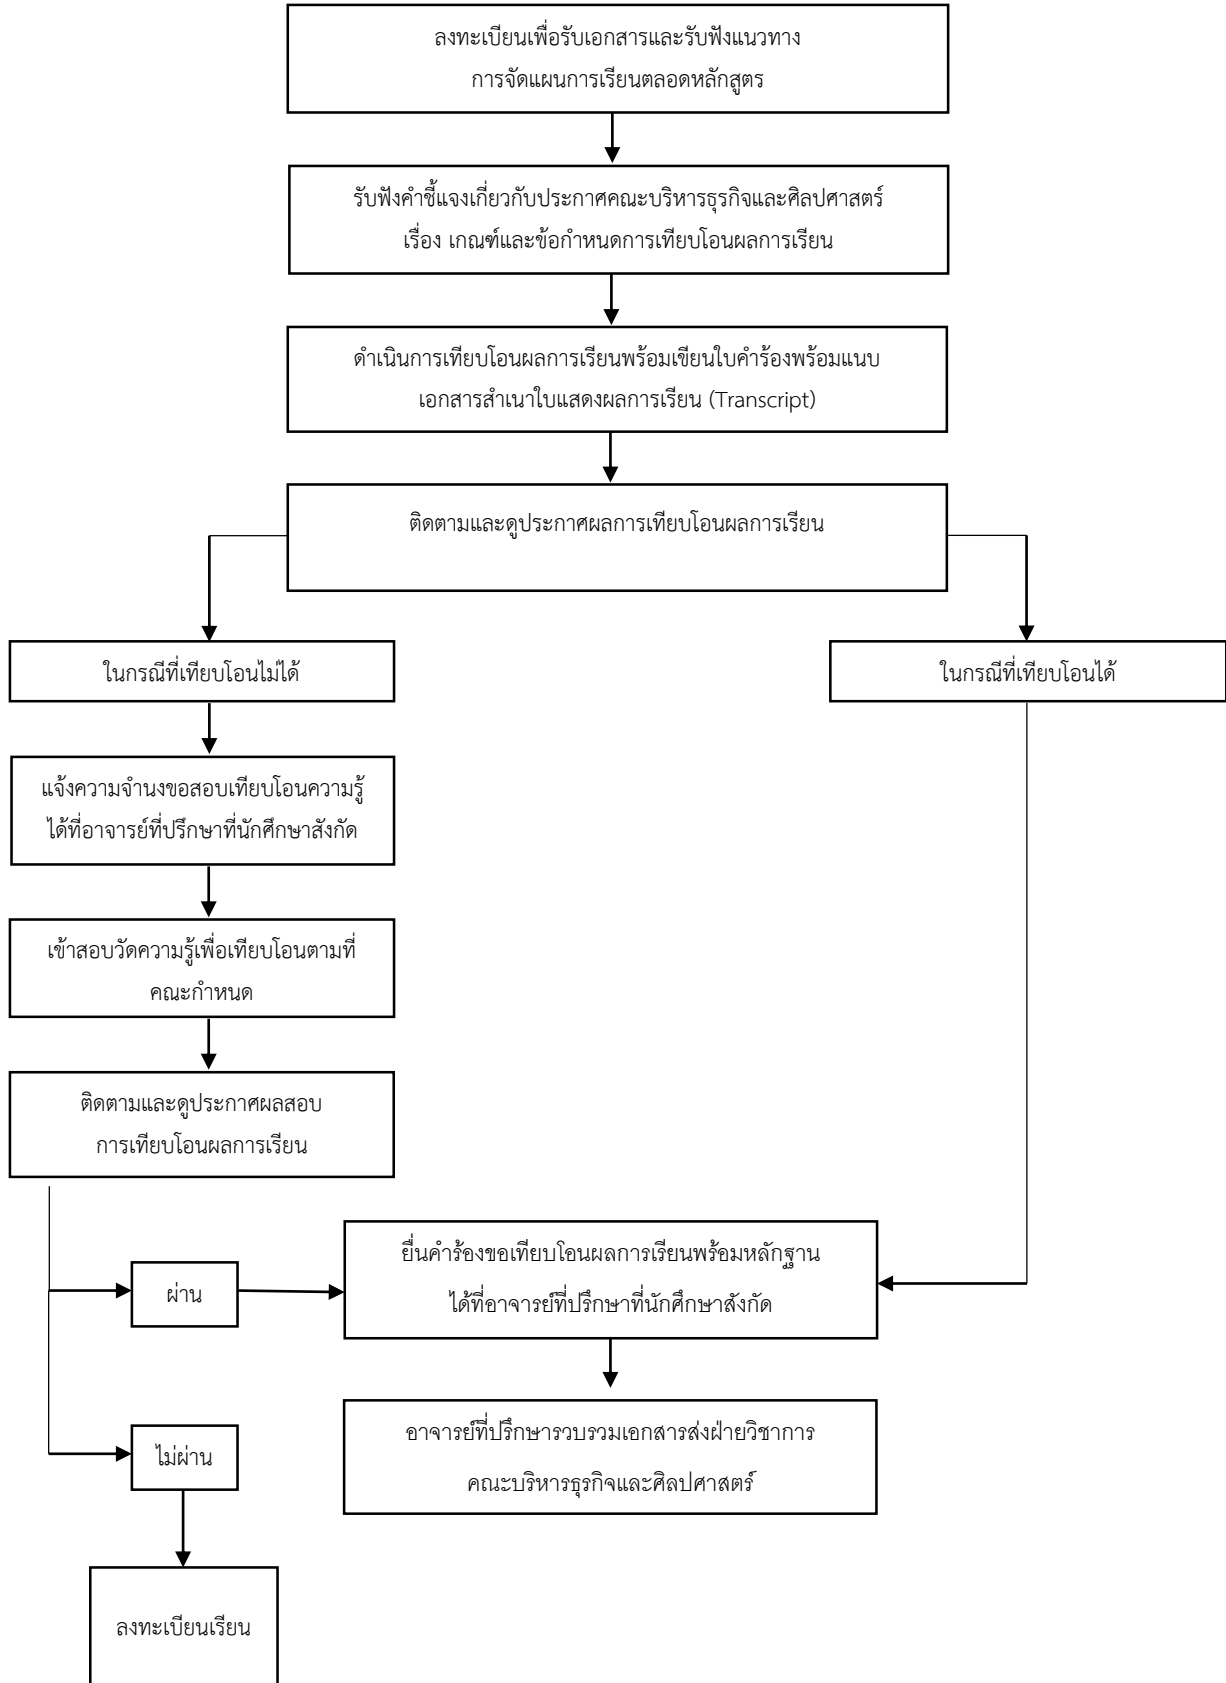 ลงทะเบียนเพื่อรับเอกสารและรับฟังแนวทาง
การจัดแผนการเรียนตลอดหลักสูตร
รับฟังคำชี้แจงเกี่ยวกับประกาศคณะบริหารธุรกิจและศิลปศาสตร์
เรื่อง เกณฑ์และข้อกำหนดการเทียบโอนผลการเรียน
ดำเนินการเทียบโอนผลการเรียนพร้อมเขียนใบคำร้องพร้อมแนบ
เอกสารสำเนาใบแสดงผลการเรียน (Transcript)
ติดตามและดูประกาศผลการเทียบโอนผลการเรียน
ในกรณีที่เทียบโอนไม่ได้
ในกรณีที่เทียบโอนได้
แจ้งความจำนงขอสอบเทียบโอนความรู้
ได้ที่อาจารย์ที่ปรึกษาที่นักศึกษาสังกัด
เข้าสอบวัดความรู้เพื่อเทียบโอนตามที่
คณะกำหนด
ติดตามและดูประกาศผลสอบ
การเทียบโอนผลการเรียน
ผ่าน
ยื่นคำร้องขอเทียบโอนผลการเรียนพร้อมหลักฐาน
ได้ที่อาจารย์ที่ปรึกษาที่นักศึกษาสังกัด
ไม่ผ่าน
อาจารย์ที่ปรึกษารวบรวมเอกสารส่งฝ่ายวิชาการ
คณะบริหารธุรกิจและศิลปศาสตร์
ลงทะเบียนเรียน